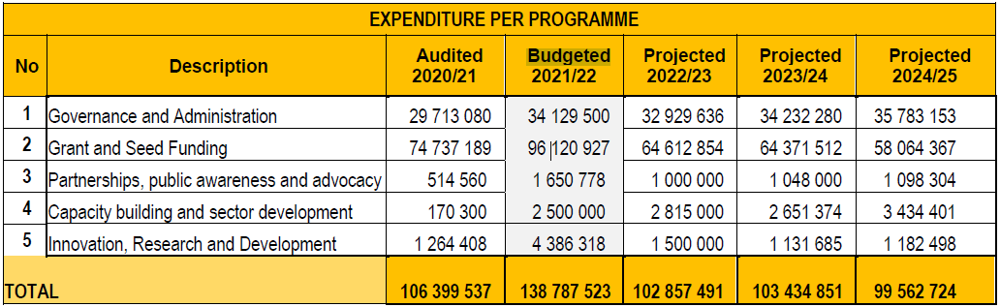 EXPENDITURE PER PROGRAMME
No Description Audited 2020/21 Budgeted 2021/22 Projected 2022/23 Projected 2023/24 Projected 2024/25
1 Governance and Administration 29 713 080 34 129 500 32 929 636 34 232 280 35 783 153
2 Grant and Seed Funding 74 737 189 96 120 927 64 612 854 64 371 512 58 064 367
3 Partnerships, public awareness and advocacy 514 560 1 650 778 1 000 000 1 048 000 1 098 304
4 Capacity building and sector development 170 300 2 500 000 2 815 000 2 651 374 3 434 401
5 Innovation, Research and Development 1 264 408 4 386 318 1 500 000 1 131 685 1 182 498
TOTAL 106 399 537 138 787 523 102 857 491 103 434 851 99 562 724